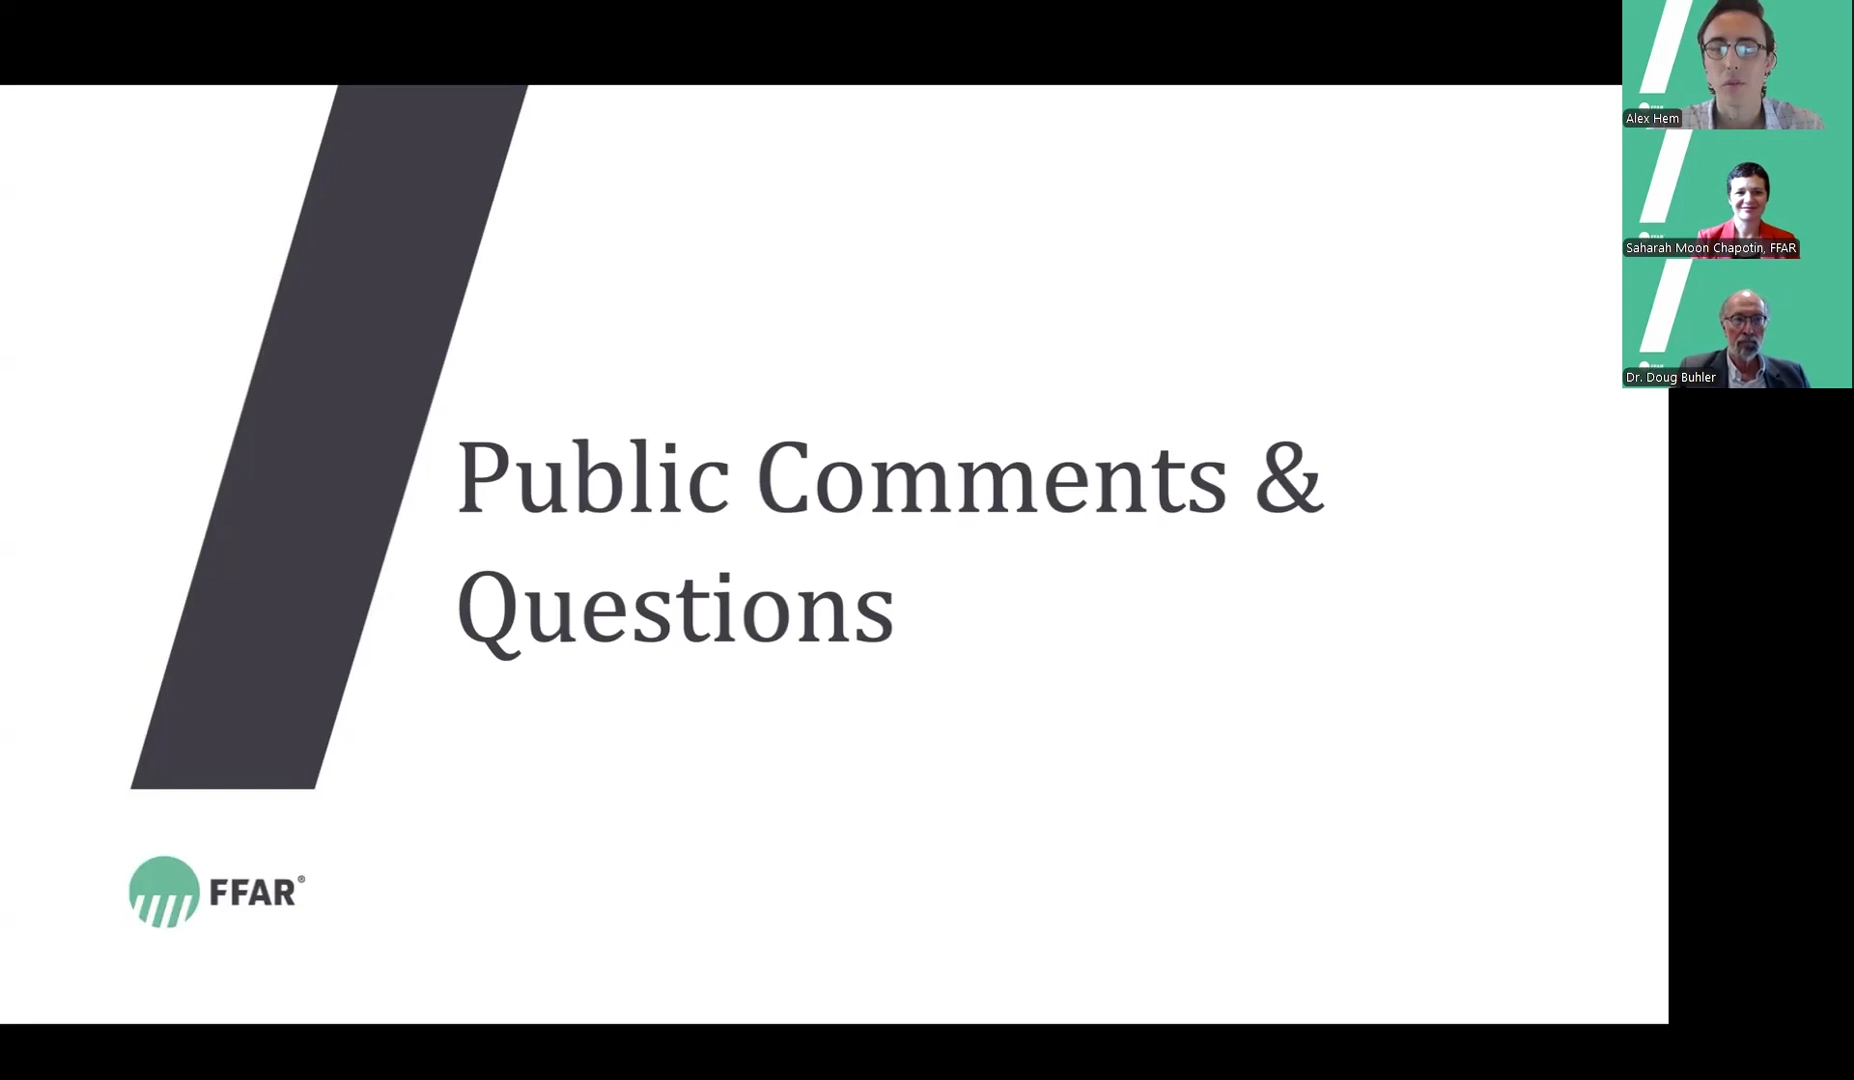 Public Comments &
Questions
FFAR®
Alex Hem
Saharah Moon Chapotin, FFAR
Dr. Doug Buhler